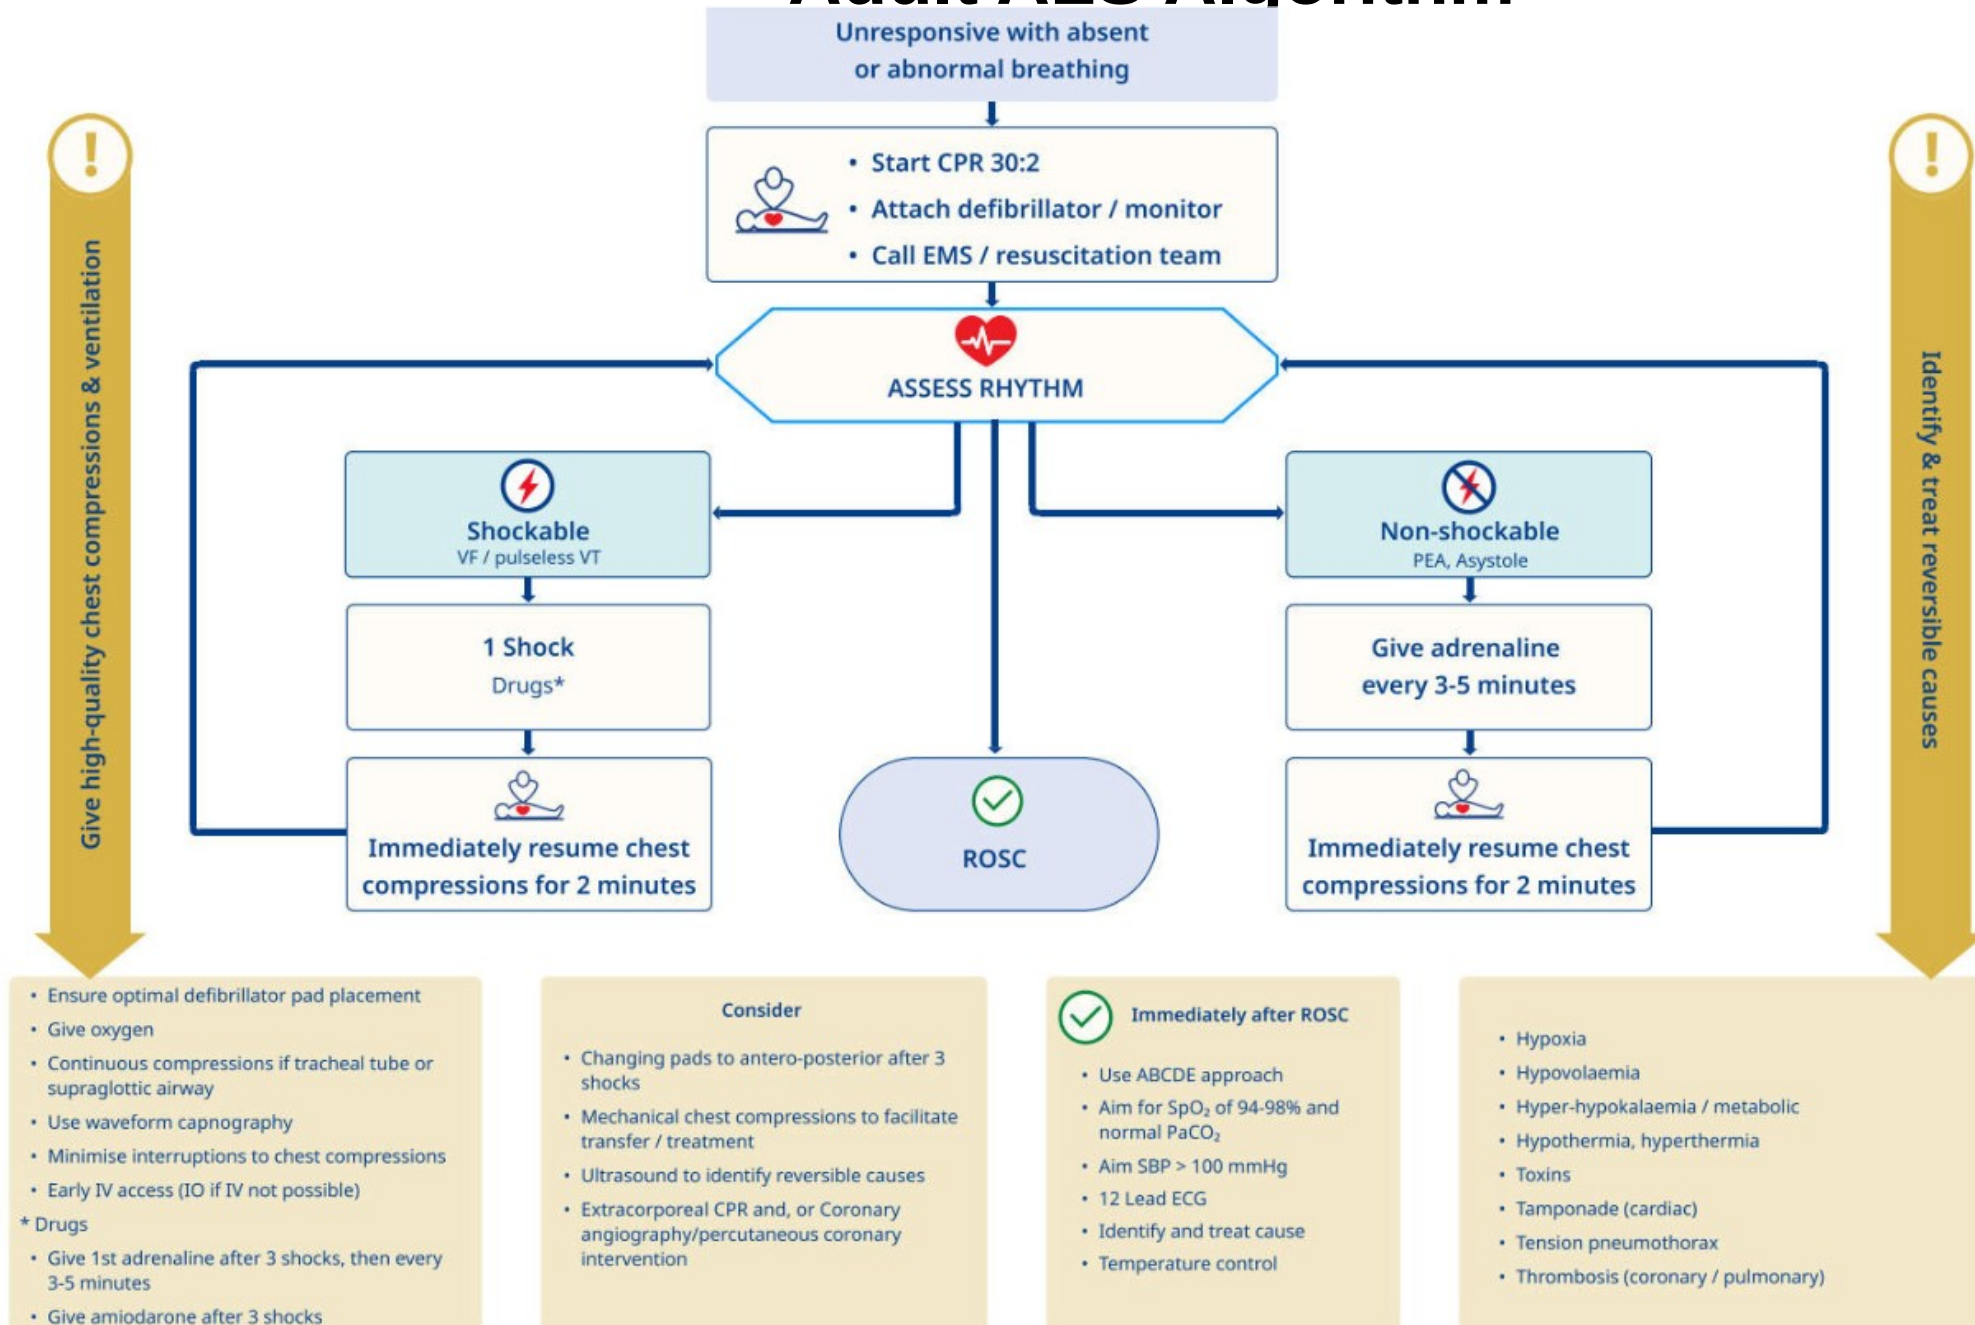 Adult ALS Algorithm
Unresponsive with absent
or abnormal breathing
• Start CPR 30:2
• Attach defibrillator / monitor
• Call EMS / resuscitation team
ASSESS RHYTHM
Give high-quality chest compressions & ventilation
Identify & treat reversible causes
Shockable
VF / pulseless VT
1 Shock
Drugs*
Immediately resume chest
compressions for 2 minutes
ROSC
Non-shockable
PEA, Asystole
Give adrenaline
every 3-5 minutes
Immediately resume chest
compressions for 2 minutes
• Ensure optimal defibrillator pad placement
• Give oxygen
• Continuous compressions if tracheal tube or
supraglottic airway
• Use waveform capnography
• Minimise interruptions to chest compressions
• Early IV access (IO if IV not possible)
* Drugs
• Give 1st adrenaline after 3 shocks, then every
3-5 minutes
• Give amiodarone after 3 shocks
Consider
• Changing pads to antero-posterior after 3
shocks
• Mechanical chest compressions to facilitate
transfer / treatment
• Ultrasound to identify reversible causes
• Extracorporeal CPR and, or Coronary
angiography/percutaneous coronary
intervention
Immediately after ROSC
• Use ABCDE approach
• Aim for SpO₂ of 94-98% and
normal PaCO₂
• Aim SBP > 100 mmHg
• 12 Lead ECG
• Identify and treat cause
• Temperature control
• Hypoxia
• Hypovolaemia
• Hyper-hypokalaemia / metabolic
• Hypothermia, hyperthermia
• Toxins
• Tamponade (cardiac)
• Tension pneumothorax
• Thrombosis (coronary / pulmonary)